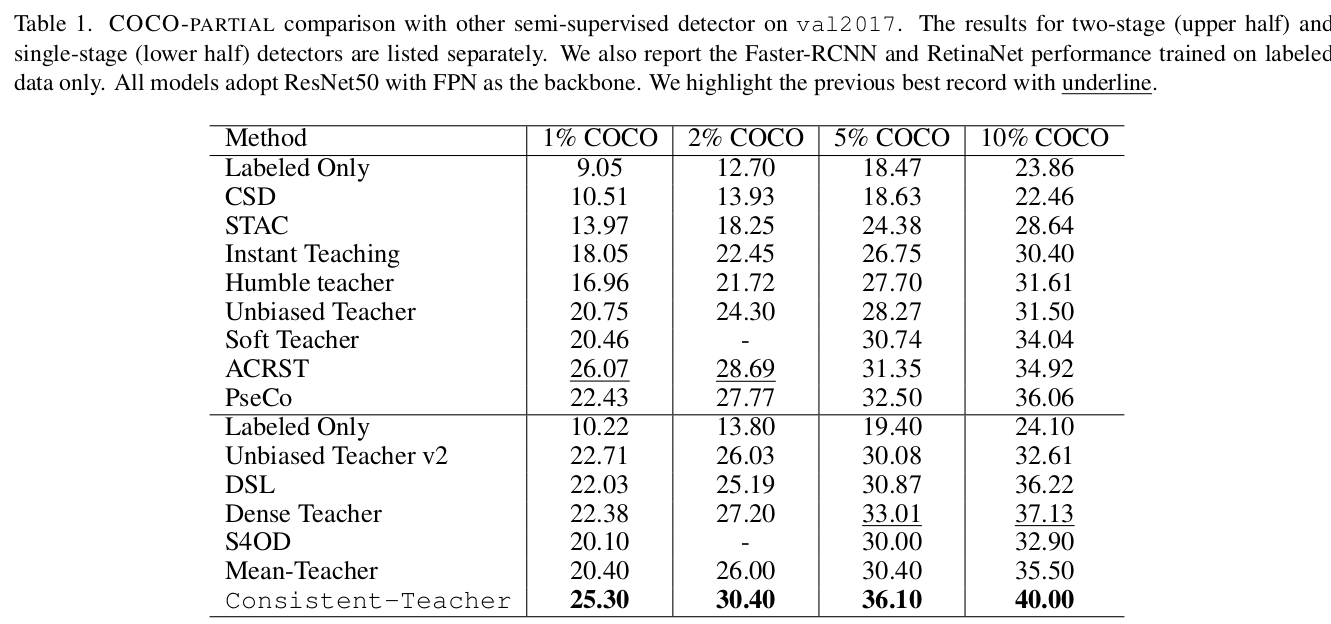 Table 1. COCO-PARTIAL comparison with other semi-supervised detector on val2017. The results for two-stage (upper half) and
single-stage (lower half) detectors are listed separately. We also report the Faster-RCNN and RetinaNet performance trained on labeled
data only. All models adopt ResNet50 with FPN as the backbone. We highlight the previous best record with underline.
Method 1% COCO 2% COCO 5% COCO 10% COCO
Labeled Only 9.05 12.70 18.47 23.86
CSD 10.51 13.93 18.63 22.46
STAC 13.97 18.25 24.38 28.64
Instant Teaching 18.05 22.45 26.75 30.40
Humble teacher 16.96 21.72 27.70 31.61
Unbiased Teacher 20.75 24.30 28.27 31.50
Soft Teacher 20.46 - 30.74 34.04
ACRST 26.07 28.69 31.35 34.92
PseCo 22.43 27.77 32.50 36.06
Labeled Only 10.22 13.80 19.40 24.10
Unbiased Teacher v2 22.71 26.03 30.08 32.61
DSL 22.03 25.19 30.87 36.22
Dense Teacher 22.38 27.20 33.01 37.13
S4OD 20.10 - 30.00 32.90
Mean-Teacher 20.40 26.00 30.40 35.50
Consistent-Teacher 25.30 30.40 36.10 40.00